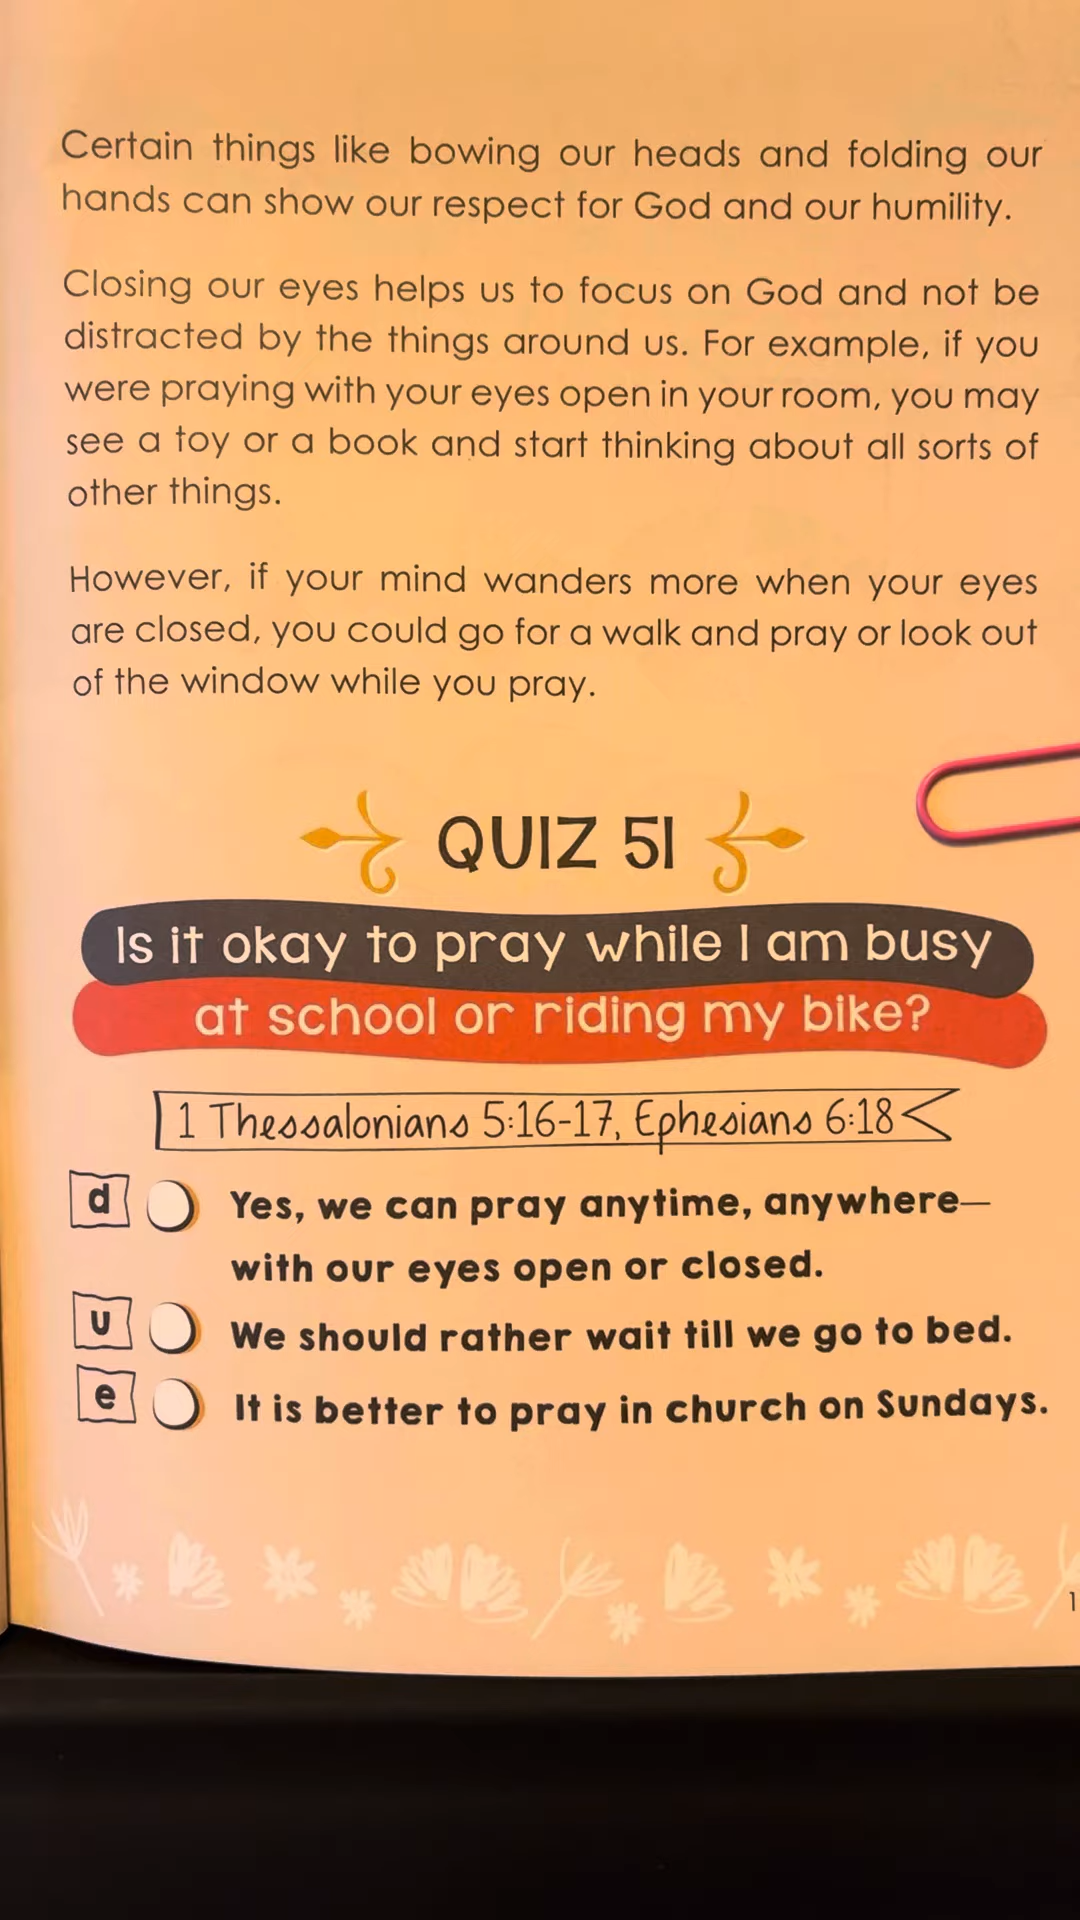 Certain things like bowing our heads and folding our
hands can show our respect for God and our humility.
Closing our eyes helps us to focus on God and not be
distracted by the things around us. For example, if you
were praying with your eyes open in your room, you may
see a toy or a book and start thinking about all sorts of
other things.
However, if your mind wanders more when your eyes
are closed, you could go for a walk and pray or look out
of the window while you pray.
QUIZ 51
Is it okay to pray while I am busy
at school or riding my bike?
1 Thessalonians 5:16-17, Ephesians 6:18
d Yes, we can pray anytime, anywhere—
with our eyes open or closed.
u We should rather wait till we go to bed.
e It is better to pray in church on Sundays.